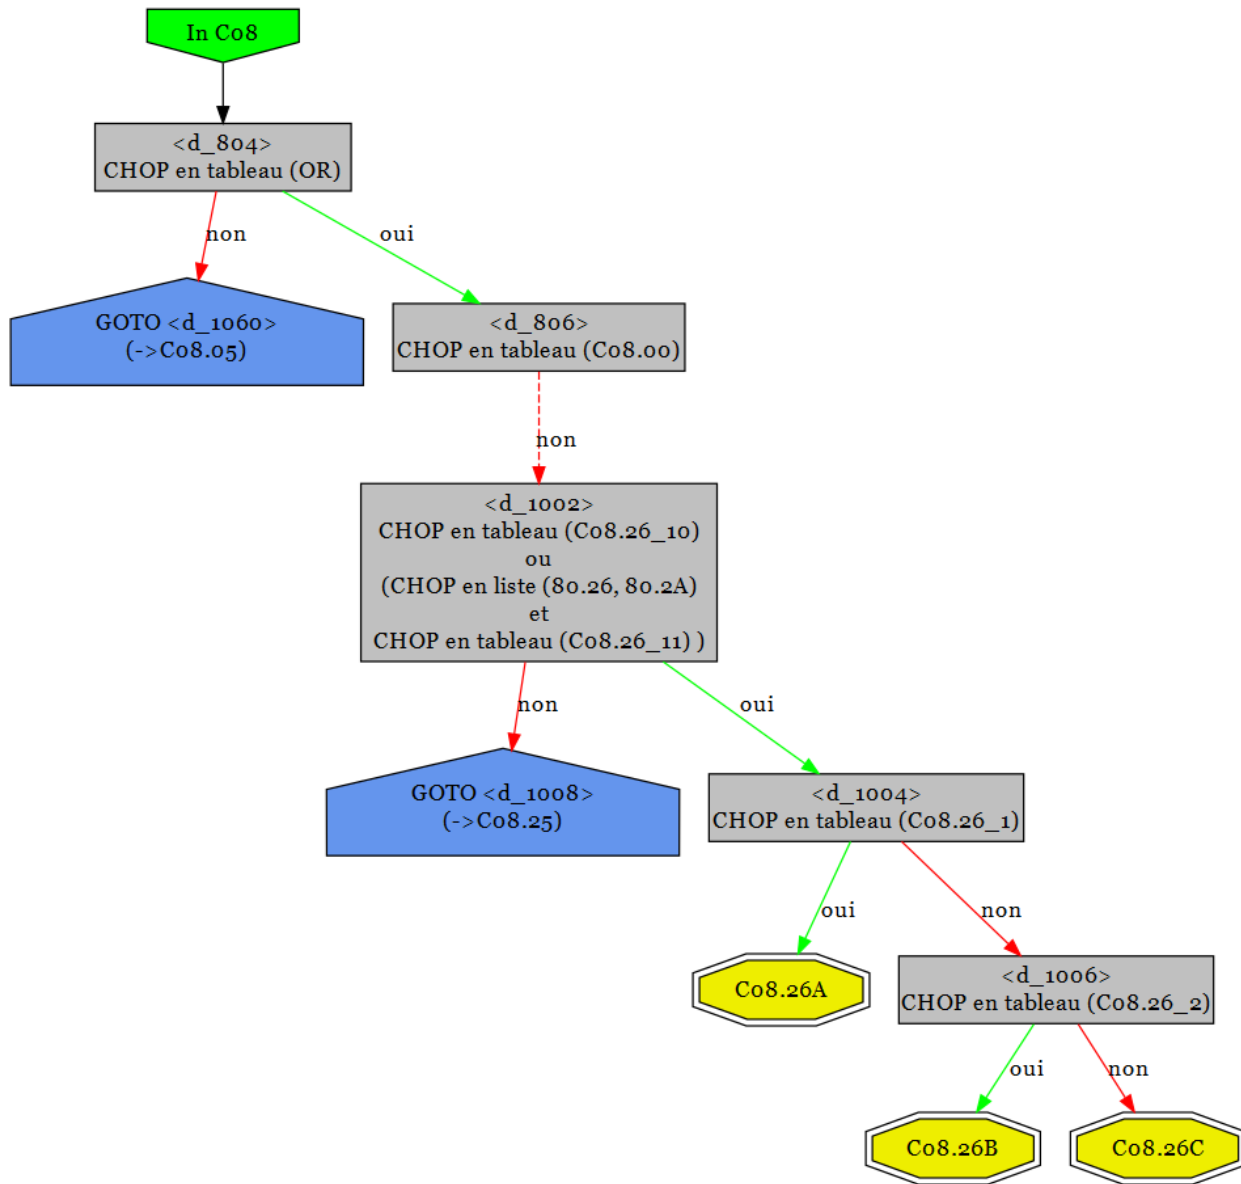 In C08
<d_804>
CHOP en tableau (OR)
non
oui
GOTO <d_1060>
(->C08.05)
<d_806>
CHOP en tableau (C08.00)
non
<d_1002>
CHOP en tableau (C08.26_10)
ou
(CHOP en liste (80.26, 80.2A)
et
CHOP en tableau (C08.26_11) )
non
oui
GOTO <d_1008>
(->C08.25)
<d_1004>
CHOP en tableau (C08.26_1)
oui
non
C08.26A
<d_1006>
CHOP en tableau (C08.26_2)
oui
non
C08.26B
C08.26C